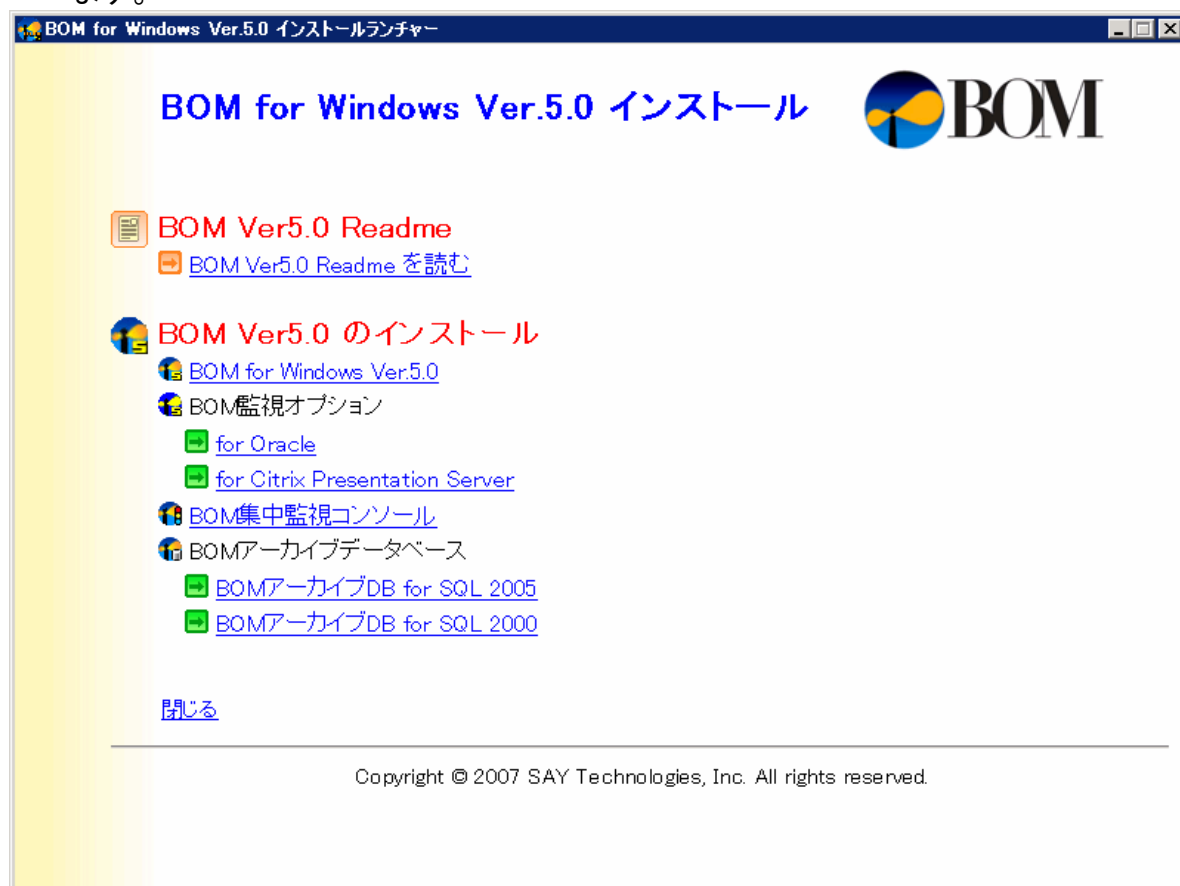 ます。
BOM for Windows Ver.5.0 インストールランチャー
BOM for Windows Ver.5.0 インストール
BOM
BOM Ver5.0 Readme
BOM Ver5.0 Readme を読む
BOM Ver5.0 のインストール
BOM for Windows Ver.5.0
BOM監視オプション
for Oracle
for Citrix Presentation Server
BOM集中監視コンソール
BOMアーカイブデータベース
BOMアーカイブDB for SQL 2005
BOMアーカイブDB for SQL 2000
閉じる
Copyright © 2007 SAY Technologies, Inc. All rights reserved.